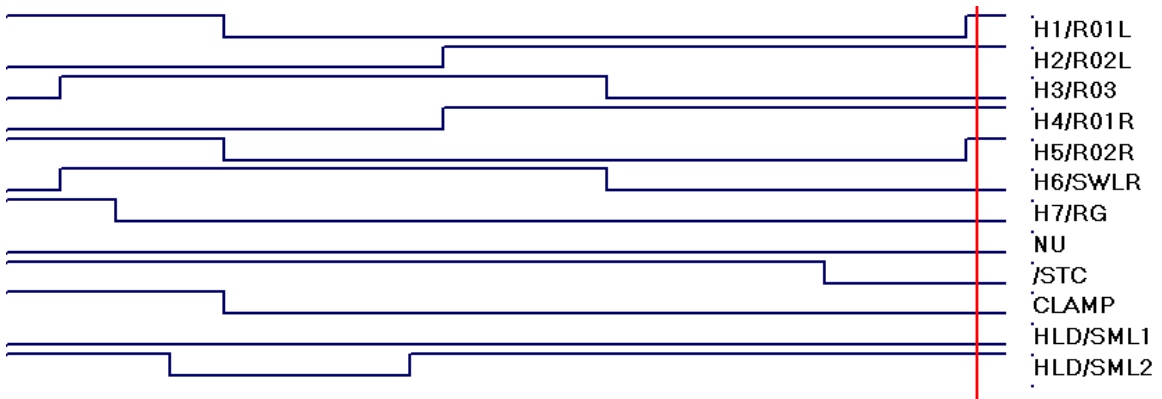 H1/R01L
H2/R02L
H3/R03
H4/R01R
H5/R02R
H6/SWLR
H7/RG
NU
/STC
CLAMP
HLD/SML1
HLD/SML2